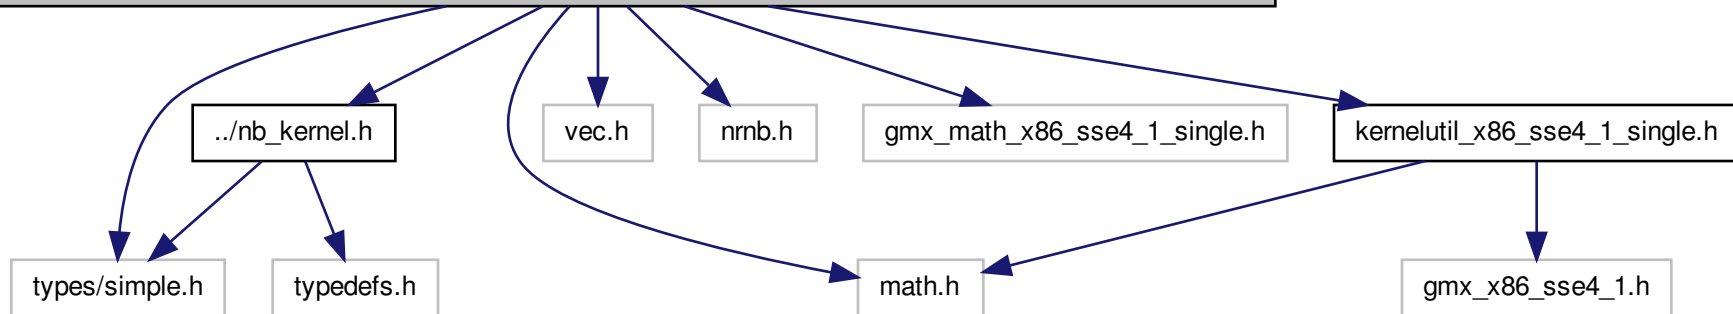 ../nb_kernel.h
vec.h
nrnb.h
gmx_math_x86_sse4_1_single.h
kernelutil_x86_sse4_1_single.h
types/simple.h
typedefs.h
math.h
gmx_x86_sse4_1.h